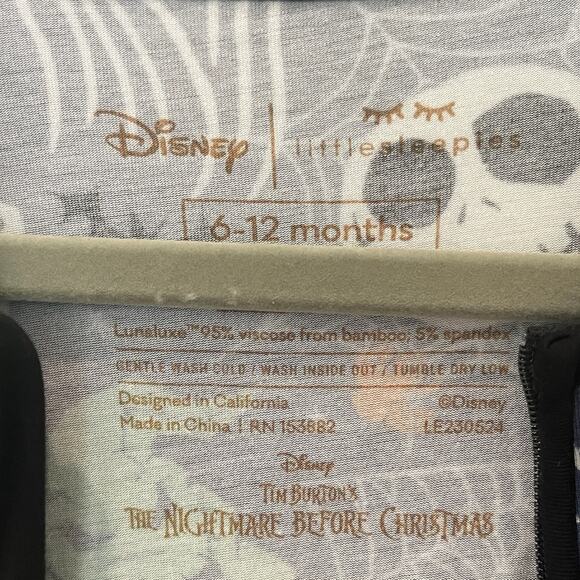 Disney | littlesleepies
6-12 months
Lunaluxe™ 95% viscose from bamboo; 5% spandex
GENTLE WASH COLD / WASH INSIDE OUT / TUMBLE DRY LOW
Designed in California ©Disney
Made in China | RN 153882 LE230524
Disney
TIM BURTON'S
THE NIGHTMARE BEFORE CHRISTMAS